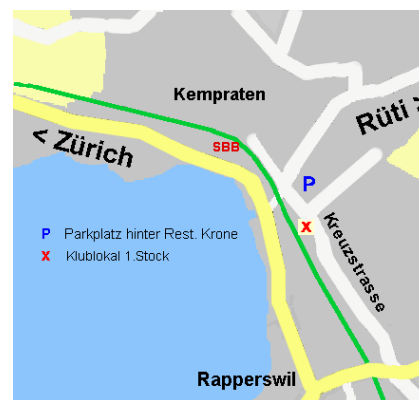 Kempraten
Rüti >
< Zürich
SBB
P
P Parkplatz hinter Rest. Krone
x
x Klublokal 1.Stock
Kreuzstrasse
Rapperswil